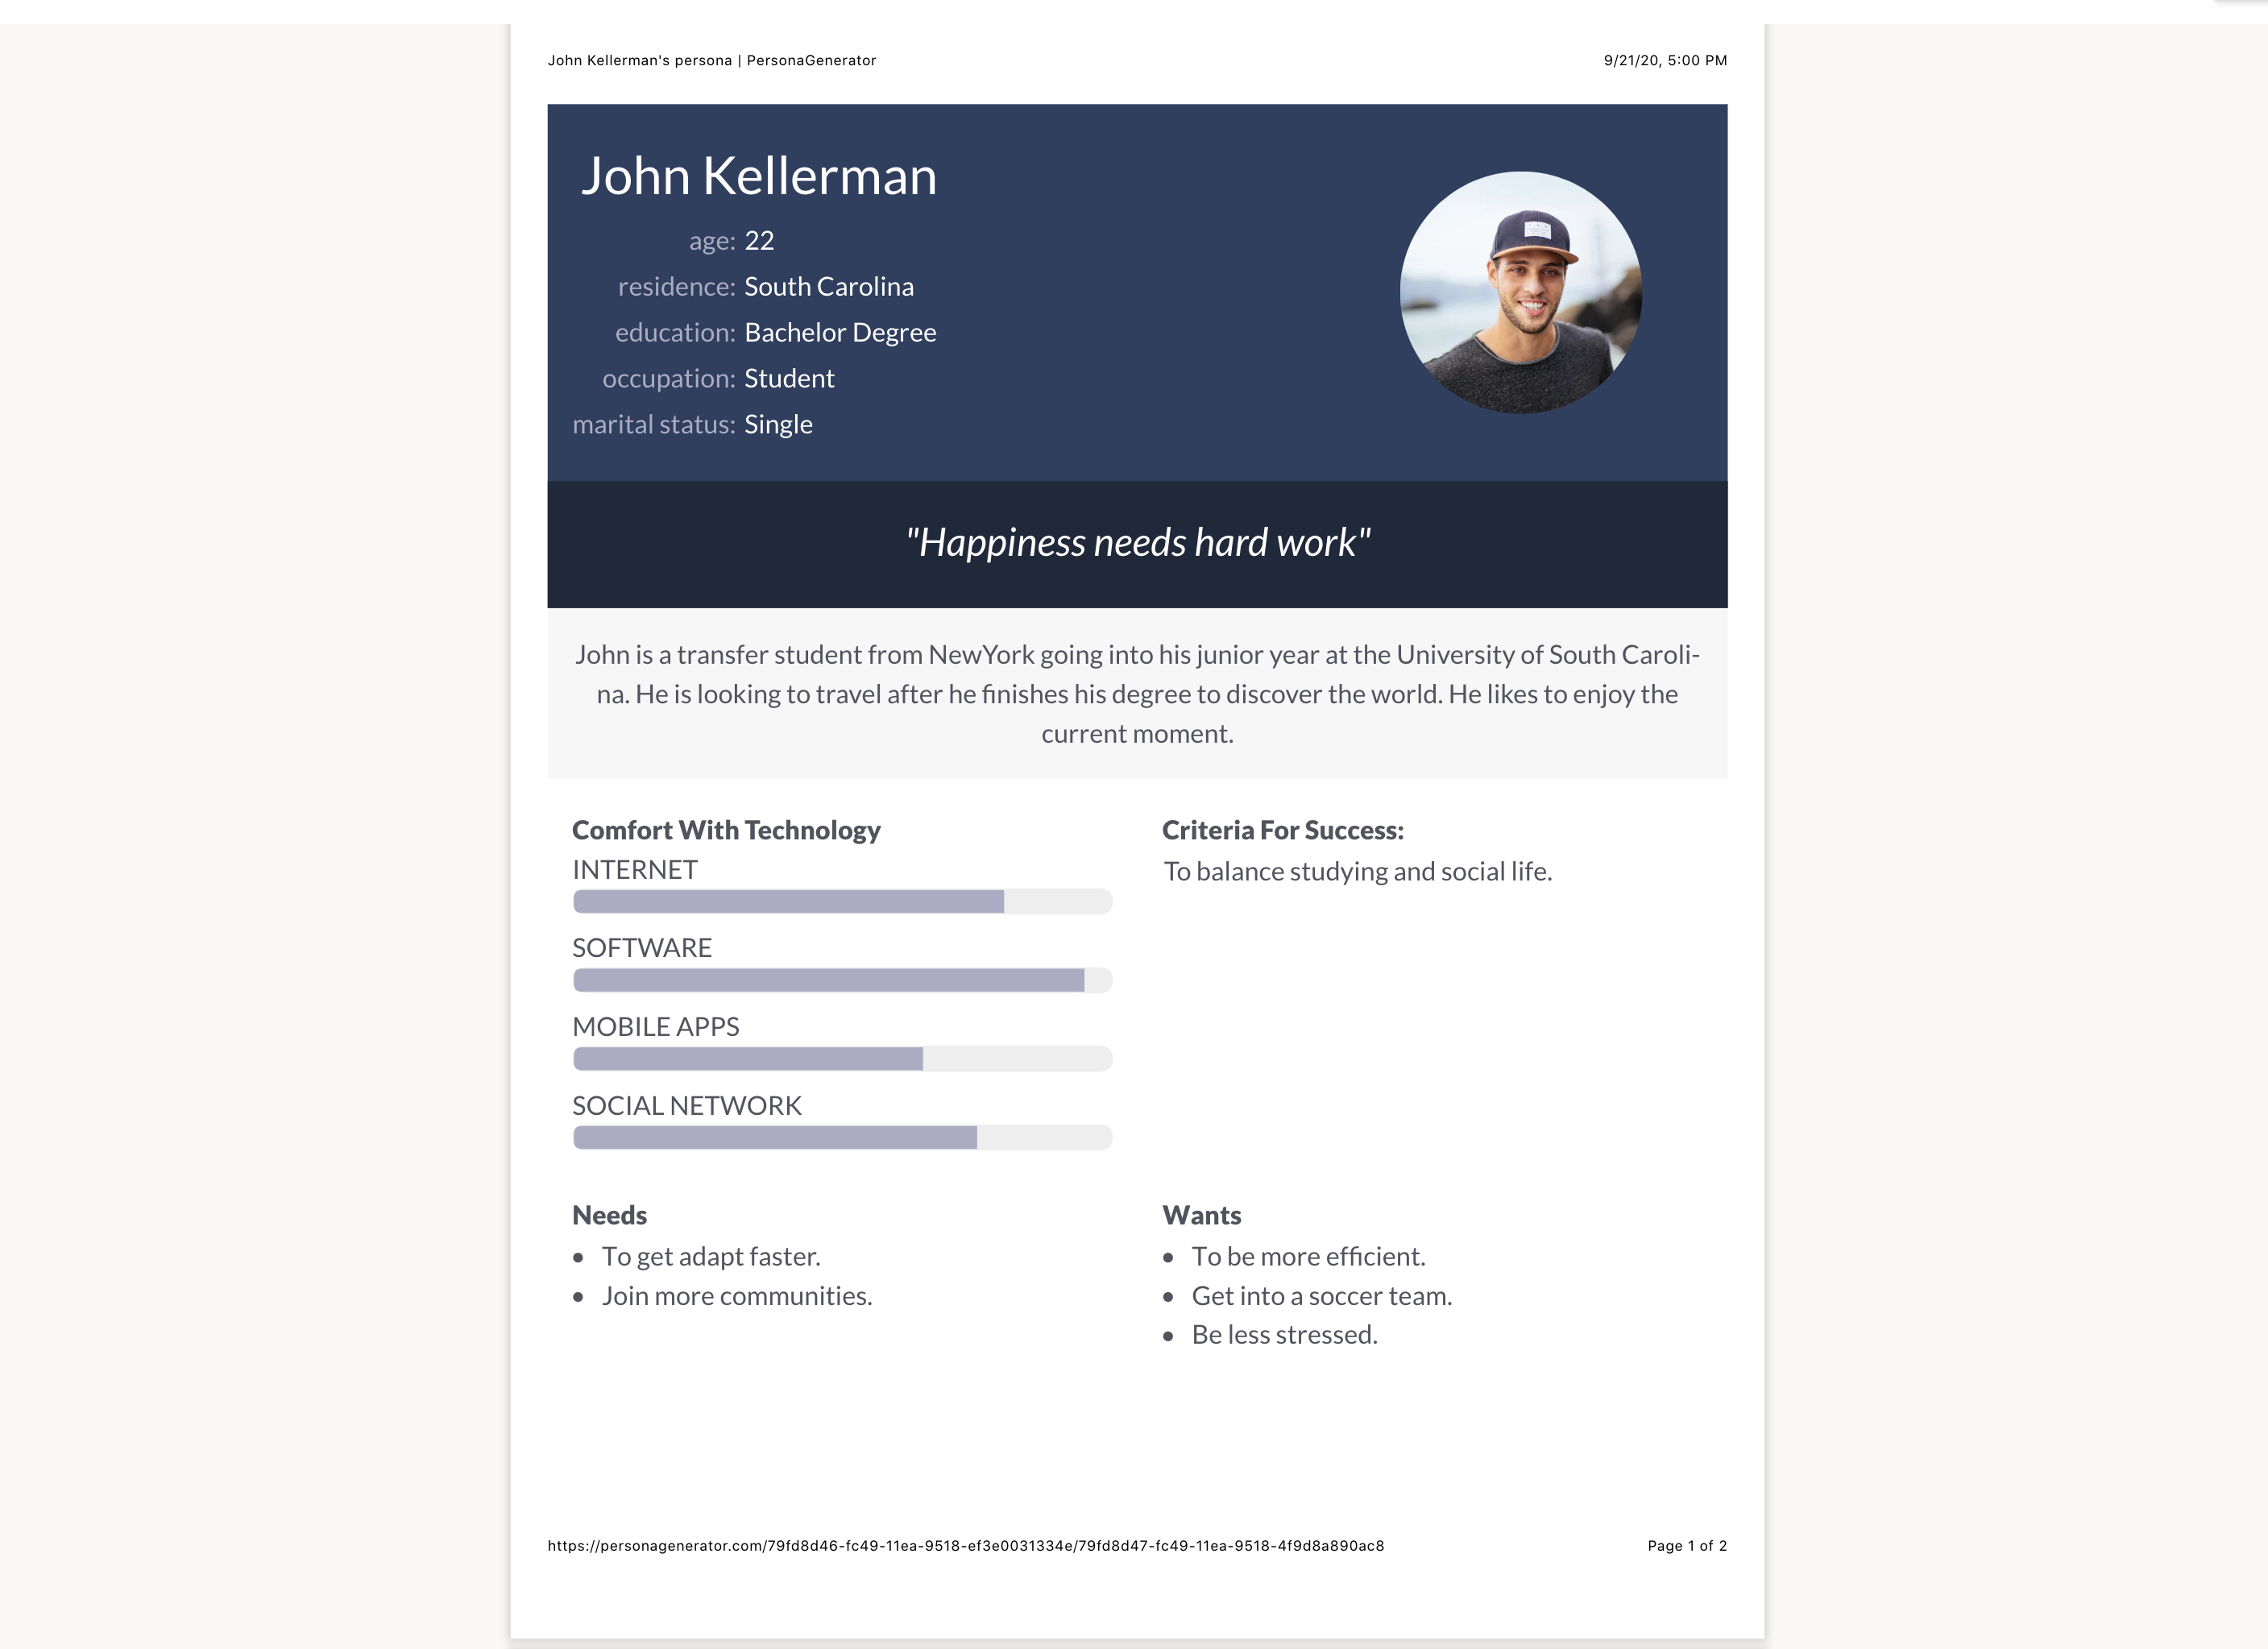 John Kellerman's persona | PersonaGenerator 9/21/20, 5:00 PM
John Kellerman
age: 22
residence: South Carolina
education: Bachelor Degree
occupation: Student
marital status: Single
"Happiness needs hard work"
John is a transfer student from NewYork going into his junior year at the University of South Caroli-
na. He is looking to travel after he finishes his degree to discover the world. He likes to enjoy the
current moment.
Comfort With Technology
INTERNET
SOFTWARE
MOBILE APPS
SOCIAL NETWORK
Criteria For Success:
To balance studying and social life.
Needs
• To get adapt faster.
• Join more communities.
Wants
• To be more efficient.
• Get into a soccer team.
• Be less stressed.
https://personagenerator.com/79fd8d46-fc49-11ea-9518-ef3e0031334e/79fd8d47-fc49-11ea-9518-4f9d8a890ac8 Page 1 of 2